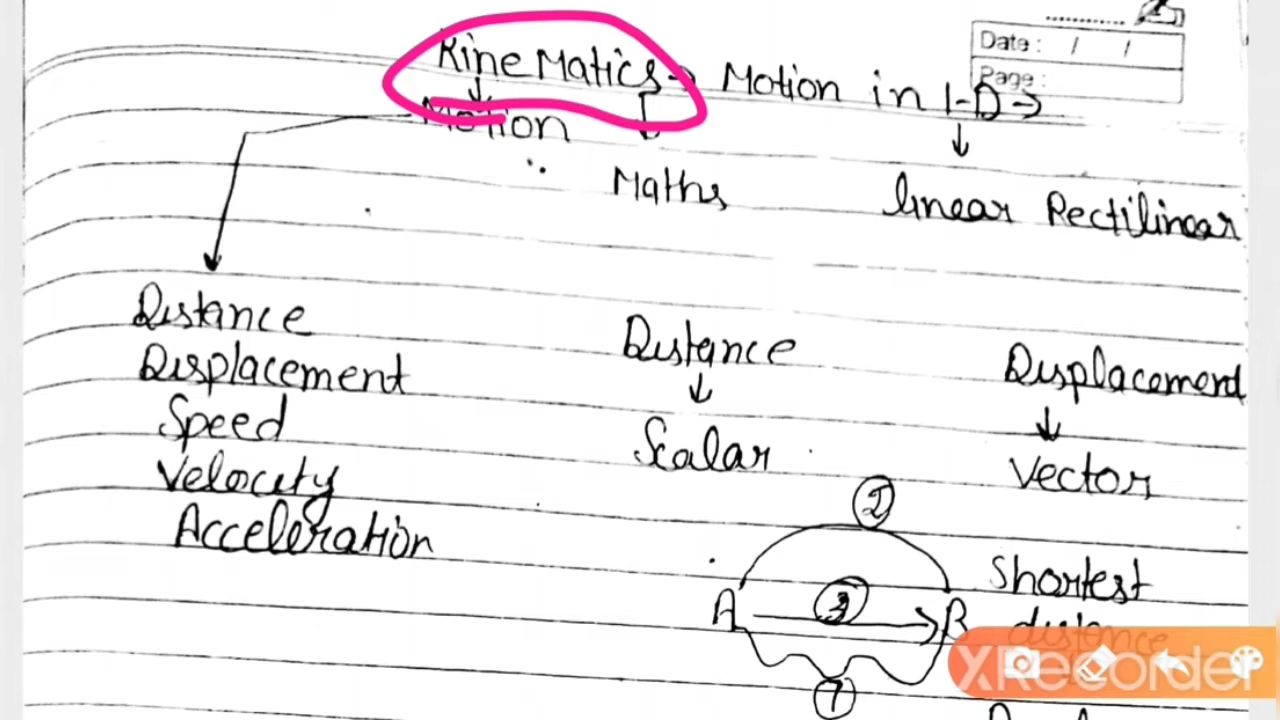 Date : / /
Page :
KineMatics → Motion in 1-D →
Motion
Maths
linear Rectilinear
Distance
Displacement
Speed
Velocity
Acceleration
Distance
Scalar
Displacement
Vector
2
A 3 B
Shortest
distance
1
XRecorder